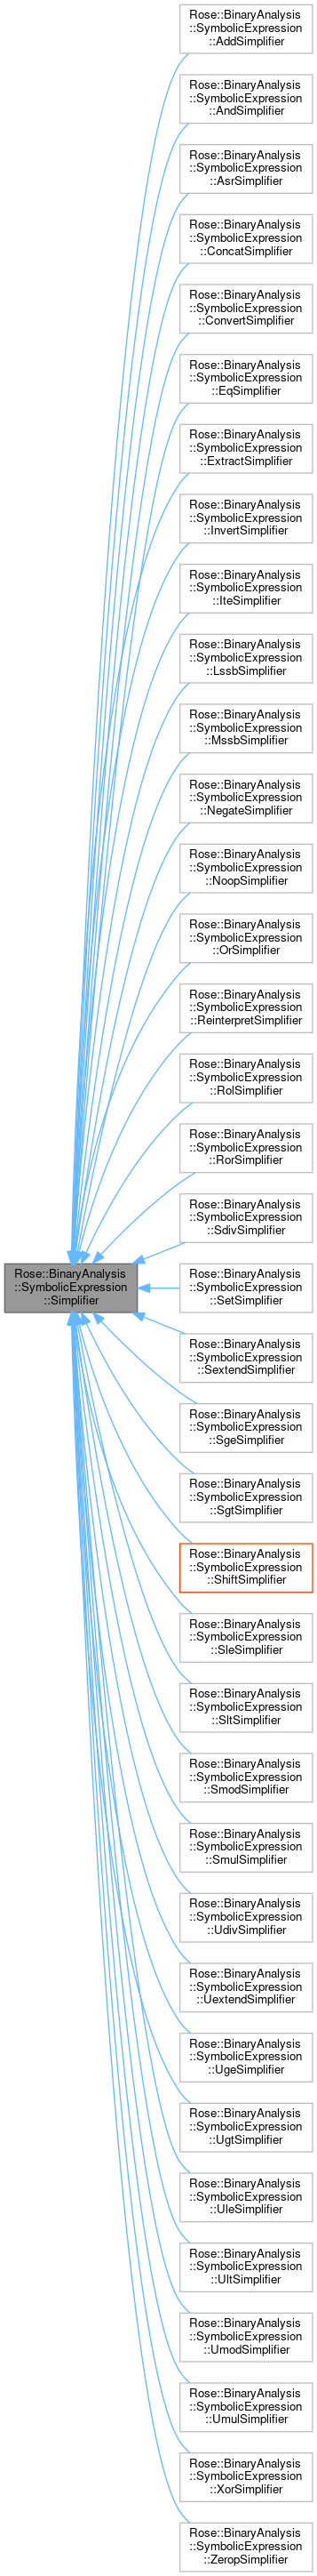 Rose::BinaryAnalysis
::SymbolicExpression
::AddSimplifier
Rose::BinaryAnalysis
::SymbolicExpression
::AndSimplifier
Rose::BinaryAnalysis
::SymbolicExpression
::AsrSimplifier
Rose::BinaryAnalysis
::SymbolicExpression
::ConcatSimplifier
Rose::BinaryAnalysis
::SymbolicExpression
::ConvertSimplifier
Rose::BinaryAnalysis
::SymbolicExpression
::EqSimplifier
Rose::BinaryAnalysis
::SymbolicExpression
::ExtractSimplifier
Rose::BinaryAnalysis
::SymbolicExpression
::InvertSimplifier
Rose::BinaryAnalysis
::SymbolicExpression
::IteSimplifier
Rose::BinaryAnalysis
::SymbolicExpression
::LssbSimplifier
Rose::BinaryAnalysis
::SymbolicExpression
::MssbSimplifier
Rose::BinaryAnalysis
::SymbolicExpression
::NegateSimplifier
Rose::BinaryAnalysis
::SymbolicExpression
::NoopSimplifier
Rose::BinaryAnalysis
::SymbolicExpression
::OrSimplifier
Rose::BinaryAnalysis
::SymbolicExpression
::ReinterpretSimplifier
Rose::BinaryAnalysis
::SymbolicExpression
::RolSimplifier
Rose::BinaryAnalysis
::SymbolicExpression
::RorSimplifier
Rose::BinaryAnalysis
::SymbolicExpression
::SdivSimplifier
Rose::BinaryAnalysis
::SymbolicExpression
::Simplifier
Rose::BinaryAnalysis
::SymbolicExpression
::SetSimplifier
Rose::BinaryAnalysis
::SymbolicExpression
::SextendSimplifier
Rose::BinaryAnalysis
::SymbolicExpression
::SgeSimplifier
Rose::BinaryAnalysis
::SymbolicExpression
::SgtSimplifier
Rose::BinaryAnalysis
::SymbolicExpression
::ShiftSimplifier
Rose::BinaryAnalysis
::SymbolicExpression
::SleSimplifier
Rose::BinaryAnalysis
::SymbolicExpression
::SltSimplifier
Rose::BinaryAnalysis
::SymbolicExpression
::SmodSimplifier
Rose::BinaryAnalysis
::SymbolicExpression
::SmulSimplifier
Rose::BinaryAnalysis
::SymbolicExpression
::UdivSimplifier
Rose::BinaryAnalysis
::SymbolicExpression
::UextendSimplifier
Rose::BinaryAnalysis
::SymbolicExpression
::UgeSimplifier
Rose::BinaryAnalysis
::SymbolicExpression
::UgtSimplifier
Rose::BinaryAnalysis
::SymbolicExpression
::UleSimplifier
Rose::BinaryAnalysis
::SymbolicExpression
::UltSimplifier
Rose::BinaryAnalysis
::SymbolicExpression
::UmodSimplifier
Rose::BinaryAnalysis
::SymbolicExpression
::UmulSimplifier
Rose::BinaryAnalysis
::SymbolicExpression
::XorSimplifier
Rose::BinaryAnalysis
::SymbolicExpression
::ZeropSimplifier